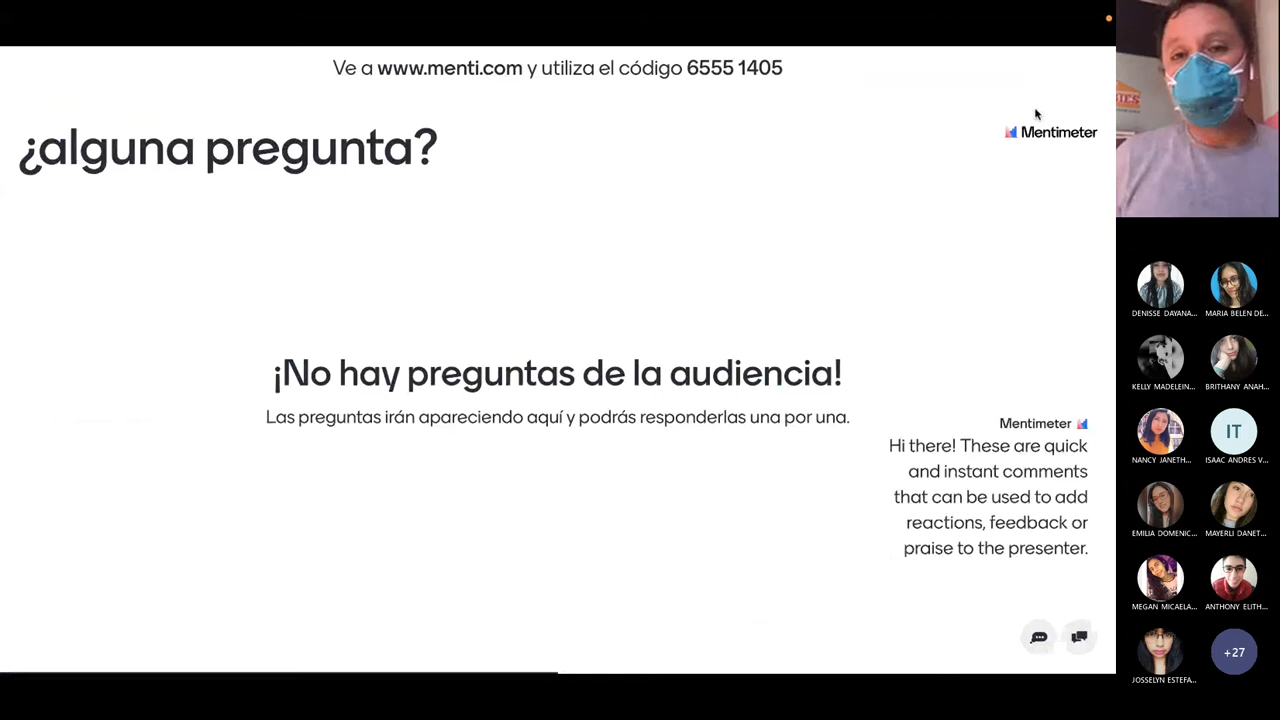 Ve a www.menti.com y utiliza el código 6555 1405
¿alguna pregunta?
Mentimeter
¡No hay preguntas de la audiencia!
Las preguntas irán apareciendo aquí y podrás responderlas una por una.
Mentimeter
Hi there! These are quick
and instant comments
that can be used to add
reactions, feedback or
praise to the presenter.
DENISSE DAYANA...
MARIA BELEN DE...
KELLY MADELEIN...
BRITHANY ANAH...
IT
NANCY JANETH...
ISAAC ANDRES V...
EMILIA DOMENIC...
MAYERLI DANET...
MEGAN MICAELA...
ANTHONY ELITH...
+27
JOSSELYN ESTEFA...